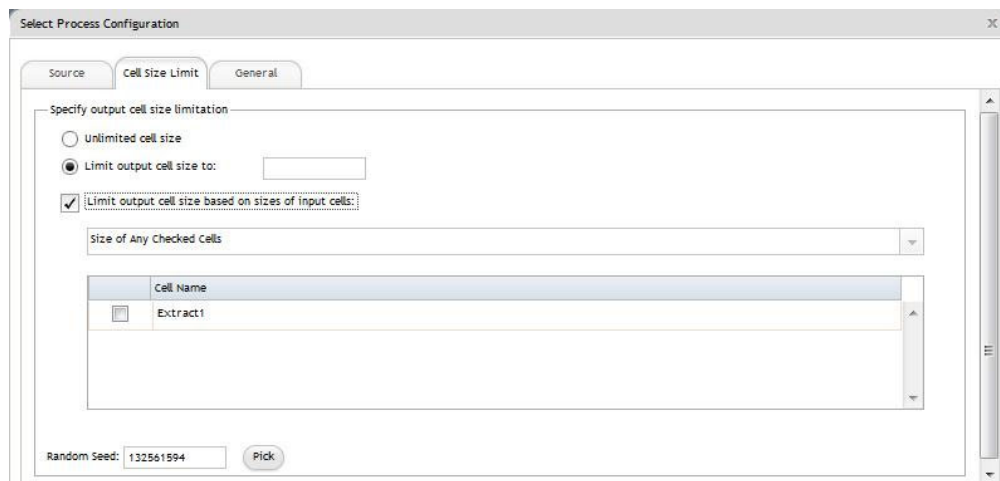 Select Process Configuration
Source Cell Size Limit General
Specify output cell size limitation
Unlimited cell size
Limit output cell size to:
Limit output cell size based on sizes of input cells:
Size of Any Checked Cells
Cell Name
Extract1
Random Seed: 132561594 Pick